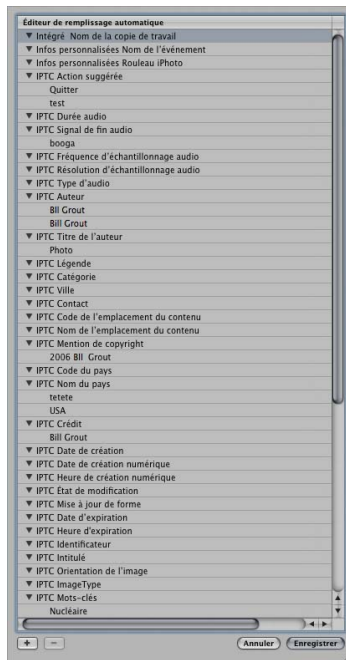 Éditeur de remplissage automatique
Intégré Nom de la copie de travail
Infos personnalisées Nom de l'événement
Infos personnalisées Rouleau iPhoto
IPTC Action suggérée
Quitter
test
IPTC Durée audio
IPTC Signal de fin audio
booga
IPTC Fréquence d'échantillonnage audio
IPTC Résolution d'échantillonnage audio
IPTC Type d'audio
IPTC Auteur
Bll Grout
Bill Grout
IPTC Titre de l'auteur
Photo
IPTC Légende
IPTC Catégorie
IPTC Ville
IPTC Contact
IPTC Code de l'emplacement du contenu
IPTC Nom de l'emplacement du contenu
IPTC Mention de copyright
2006 Bll Grout
IPTC Code du pays
IPTC Nom du pays
tetete
USA
IPTC Crédit
Bill Grout
IPTC Date de création
IPTC Date de création numérique
IPTC Heure de création numérique
IPTC État de modification
IPTC Mise à jour de forme
IPTC Date d'expiration
IPTC Heure d'expiration
IPTC Identificateur
IPTC Intitulé
IPTC Orientation de l'image
IPTC ImageType
IPTC Mots-clés
Nucléaire
Annuler Enregistrer